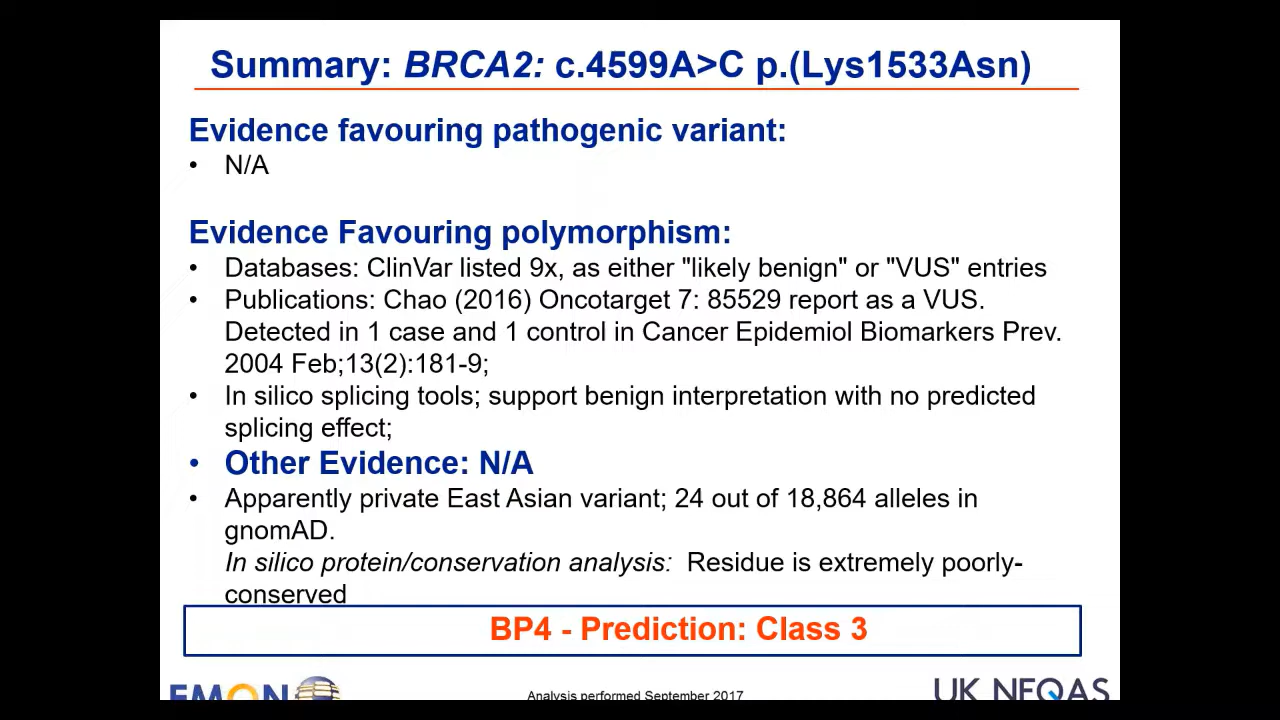 Summary: BRCA2: c.4599A>C p.(Lys1533Asn)
Evidence favouring pathogenic variant:
• N/A
Evidence Favouring polymorphism:
• Databases: ClinVar listed 9x, as either "likely benign" or "VUS" entries
• Publications: Chao (2016) Oncotarget 7: 85529 report as a VUS.
Detected in 1 case and 1 control in Cancer Epidemiol Biomarkers Prev.
2004 Feb;13(2):181-9;
• In silico splicing tools; support benign interpretation with no predicted
splicing effect;
• Other Evidence: N/A
• Apparently private East Asian variant; 24 out of 18,864 alleles in
gnomAD.
In silico protein/conservation analysis: Residue is extremely poorly-
conserved
BP4 - Prediction: Class 3
EMQN
Analysis performed September 2017
UK NEQAS